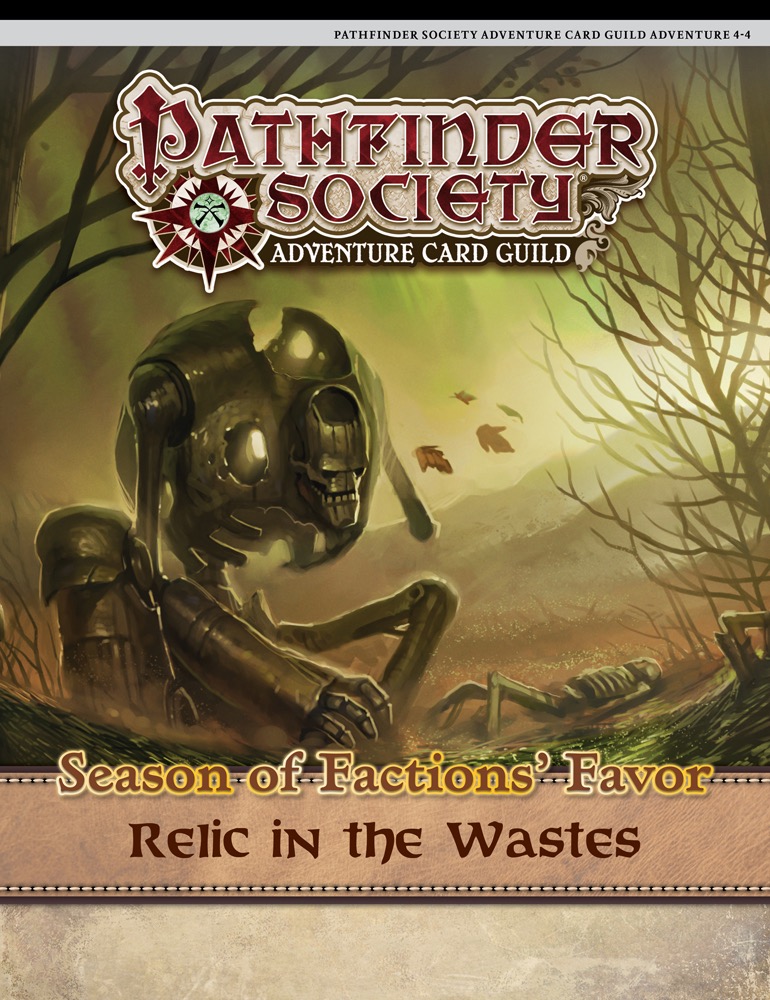 PATHFINDER SOCIETY ADVENTURE CARD GUILD ADVENTURE 4-4
PATHFINDER
SOCIETY®
ADVENTURE CARD GUILD
Season of Factions' Favor
Relic in the Wastes